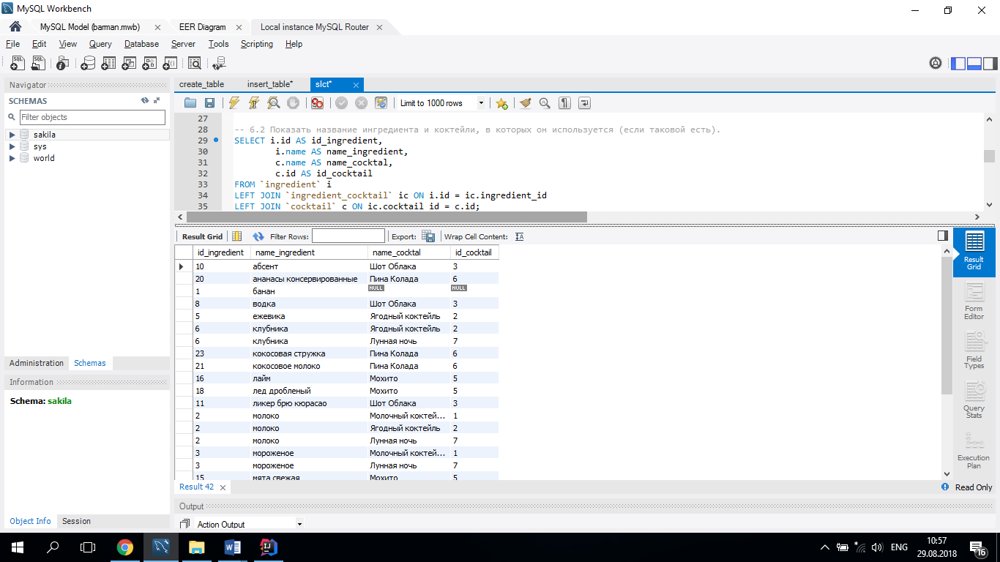 MySQL Workbench
MySQL Model (barman.mwb) EER Diagram Local instance MySQL Router
File Edit View Query Database Server Tools Scripting Help
Navigator
SCHEMAS
Filter objects
sakila
sys
world
Administration Schemas
Information
Schema: sakila
Object Info Session
create_table insert_table* slct*
Limit to 1000 rows
27
28 -- 6.2 Показать название ингредиента и коктейли, в которых он используется (если таковой есть).
29 SELECT i.id AS id_ingredient,
30 i.name AS name_ingredient,
31 c.name AS name_cocktal,
32 c.id AS id_cocktail
33 FROM `ingredient` i
34 LEFT JOIN `ingredient_cocktail` ic ON i.id = ic.ingredient_id
35 LEFT JOIN `cocktail` c ON ic.cocktail_id = c.id;
Result Grid Filter Rows: Export: Wrap Cell Content:
id_ingredient name_ingredient name_cocktal id_cocktail
10 абсент Шот Облака 3
20 ананасы консервированные Пина Колада 6
1 банан NULL NULL
8 водка Шот Облака 3
5 ежевика Ягодный коктейль 2
6 клубника Ягодный коктейль 2
6 клубника Лунная ночь 7
23 кокосовая стружка Пина Колада 6
21 кокосовое молоко Пина Колада 6
16 лайм Мохито 5
18 лед дробленый Мохито 5
11 ликер брю кюрасао Шот Облака 3
2 молоко Молочный коктей... 1
2 молоко Ягодный коктейль 2
2 молоко Лунная ночь 7
3 мороженое Молочный коктей... 1
3 мороженое Лунная ночь 7
15 мята свежая Мохито 5
Result Grid
Form Editor
Field Types
Query Stats
Execution Plan
Result 42 Read Only
Output
Action Output
ENG
10:57
29.08.2018
16